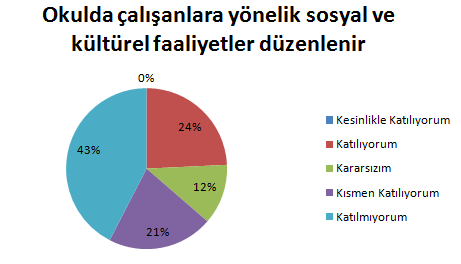 Okulda çalışanlara yönelik sosyal ve
kültürel faaliyetler düzenlenir
0%
24%
12%
21%
43%
Kesinlikle Katılıyorum
Katılıyorum
Kararsızım
Kısmen Katılıyorum
Katılmıyorum